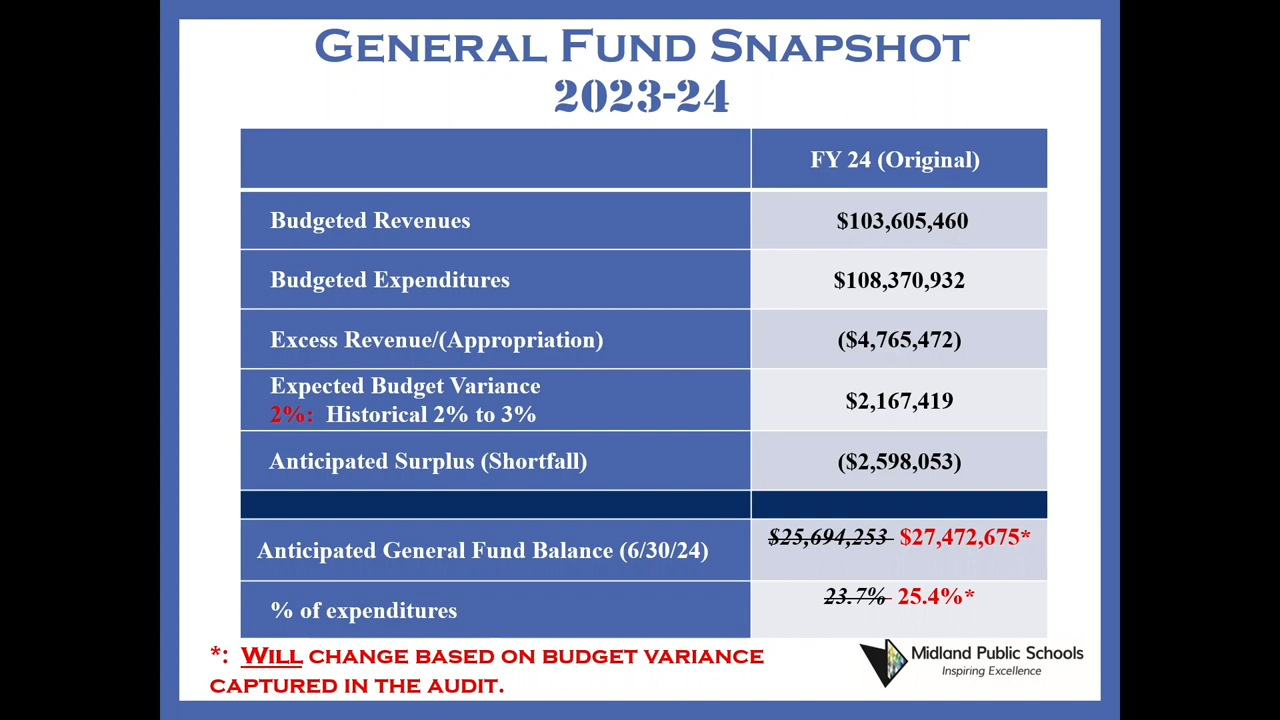 General Fund Snapshot
2023-24
FY 24 (Original)
Budgeted Revenues $103,605,460
Budgeted Expenditures $108,370,932
Excess Revenue/(Appropriation) ($4,765,472)
Expected Budget Variance
2%: Historical 2% to 3% $2,167,419
Anticipated Surplus (Shortfall) ($2,598,053)
Anticipated General Fund Balance (6/30/24) $25,694,253 $27,472,675*
% of expenditures 23.7% 25.4%*
*: Will change based on budget variance
captured in the audit.
Midland Public Schools
Inspiring Excellence